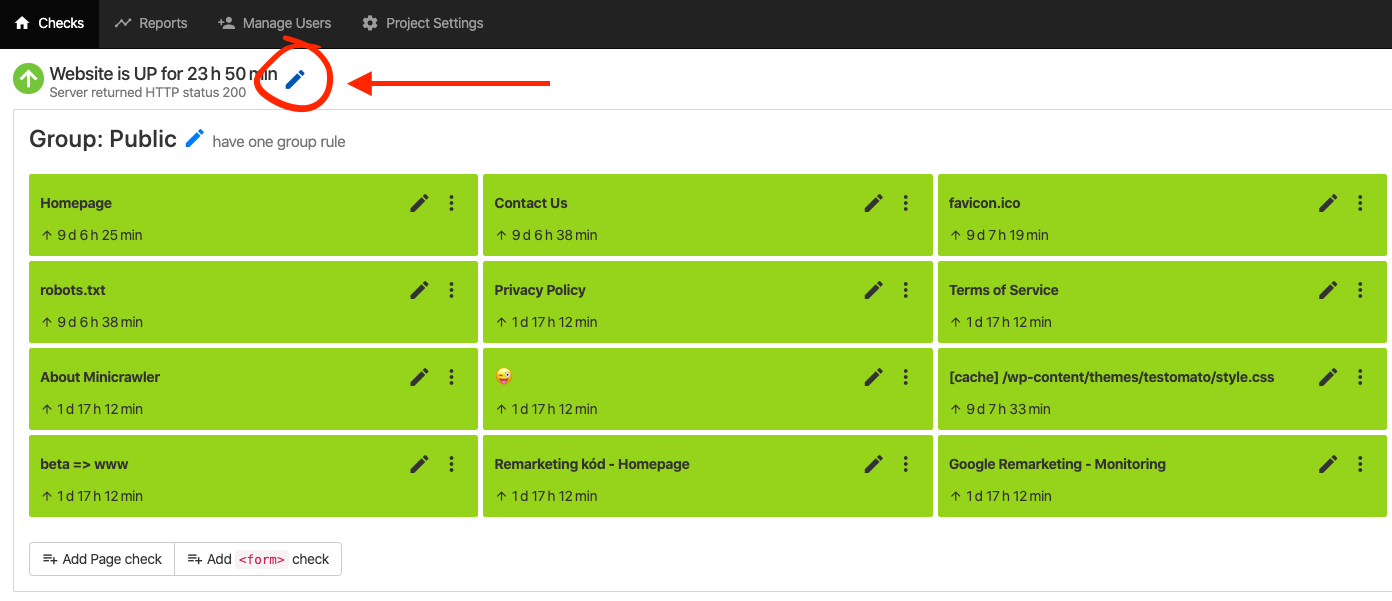 Checks Reports Manage Users Project Settings
Website is UP for 23 h 50 min
Server returned HTTP status 200
Group: Public have one group rule
Homepage
9 d 6 h 25 min
Contact Us
9 d 6 h 38 min
favicon.ico
9 d 7 h 19 min
robots.txt
9 d 6 h 38 min
Privacy Policy
1 d 17 h 12 min
Terms of Service
1 d 17 h 12 min
About Minicrawler
1 d 17 h 12 min
😜
1 d 17 h 12 min
[cache] /wp-content/themes/testomato/style.css
9 d 7 h 33 min
beta => www
1 d 17 h 12 min
Remarketing kód - Homepage
1 d 17 h 12 min
Google Remarketing - Monitoring
1 d 17 h 12 min
Add Page check
Add <form> check